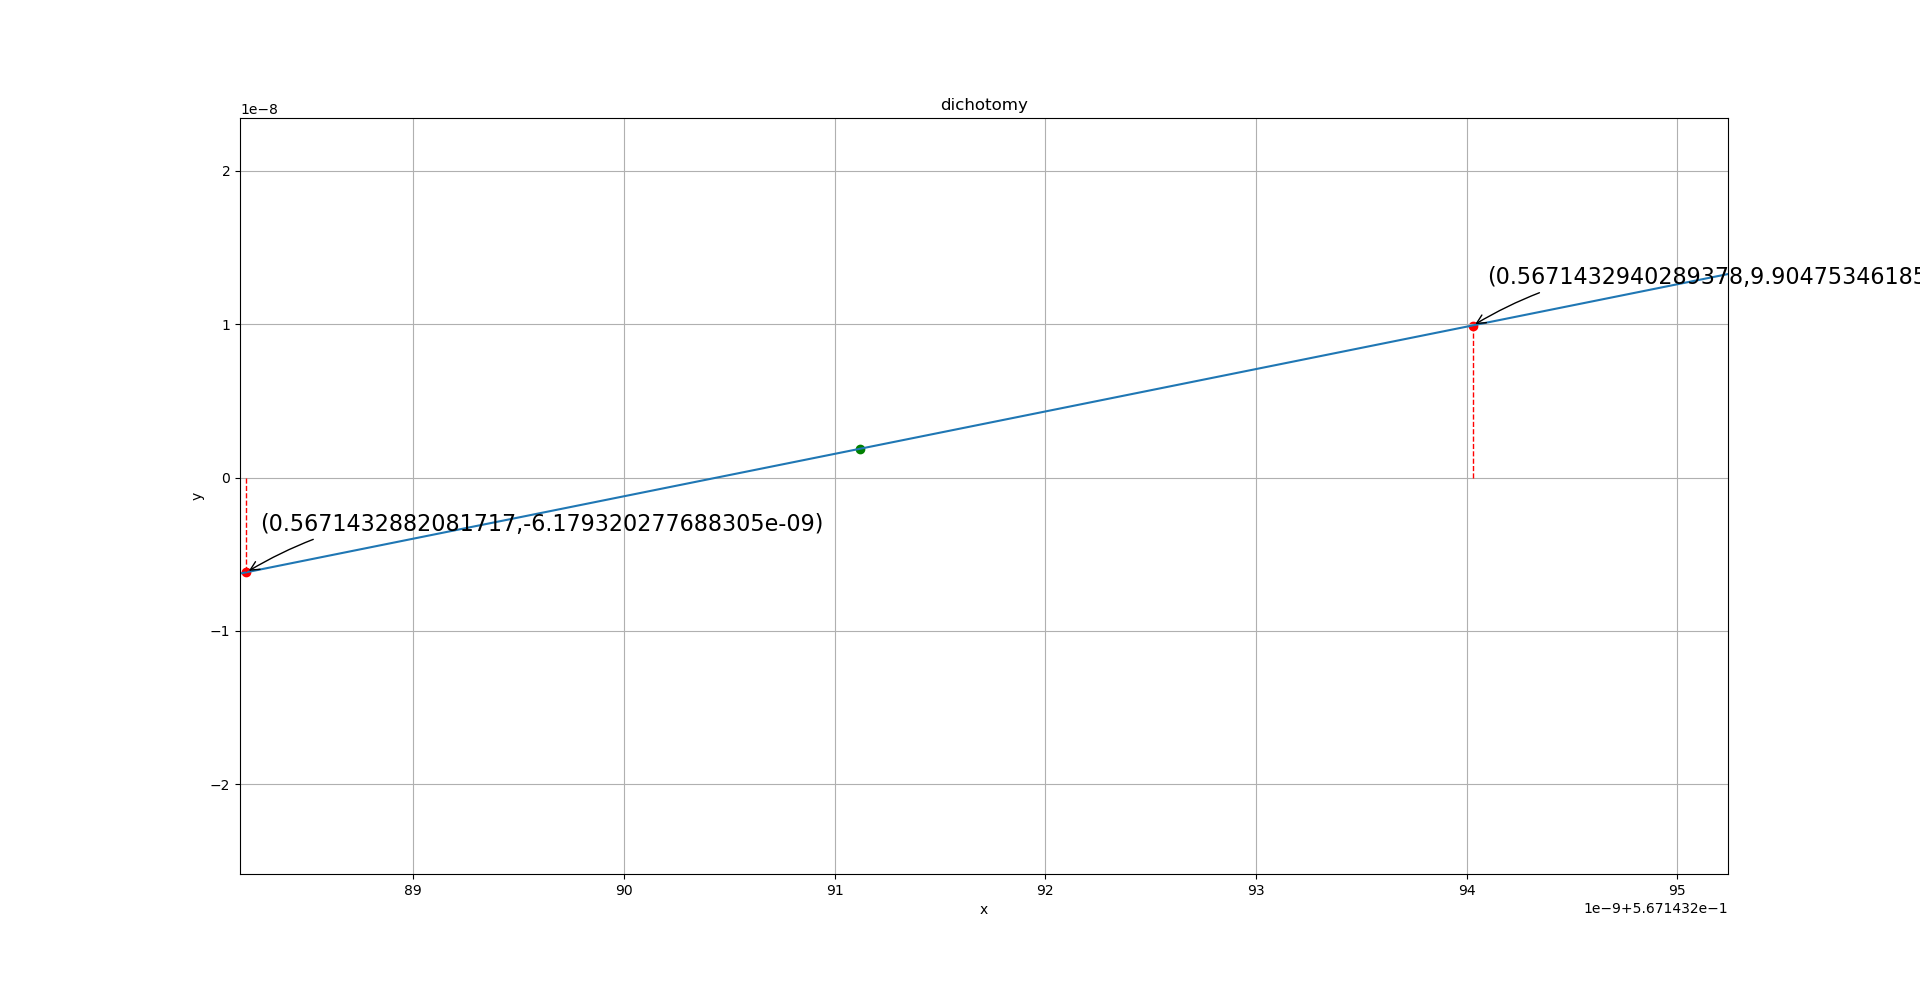 dichotomy
1e−8
2
(0.5671432940289378,9.90475346185
1
0
y
(0.5671432882081717,-6.179320277688305e-09)
−1
−2
89 90 91 92 93 94 95
x
1e−9+5.671432e−1